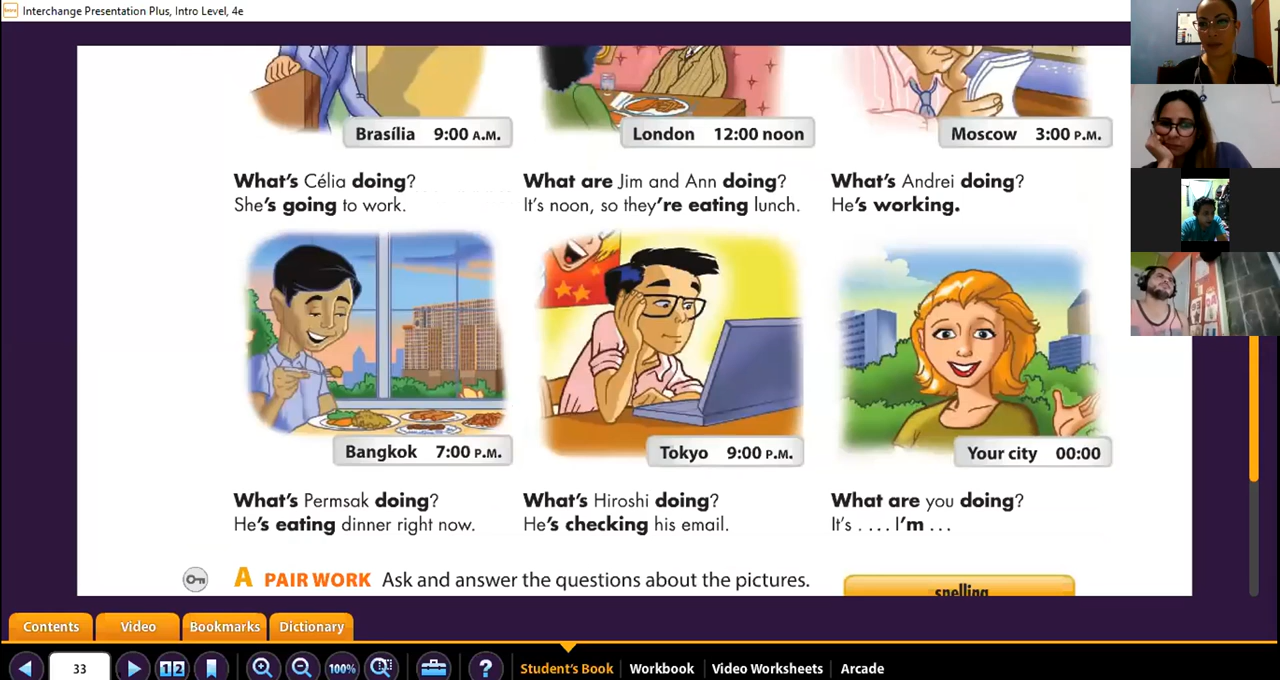 Interchange Presentation Plus, Intro Level, 4e
Brasília 9:00 A.M.
London 12:00 noon
Moscow 3:00 P.M.
What's Célia doing?
She's going to work.
What are Jim and Ann doing?
It's noon, so they're eating lunch.
What's Andrei doing?
He's working.
Bangkok 7:00 P.M.
Tokyo 9:00 P.M.
Your city 00:00
What's Permsak doing?
He's eating dinner right now.
What's Hiroshi doing?
He's checking his email.
What are you doing?
It's . . . . I'm . . .
A PAIR WORK Ask and answer the questions about the pictures.
spelling
Contents Video Bookmarks Dictionary
33 1 2 100% ? Student's Book Workbook Video Worksheets Arcade